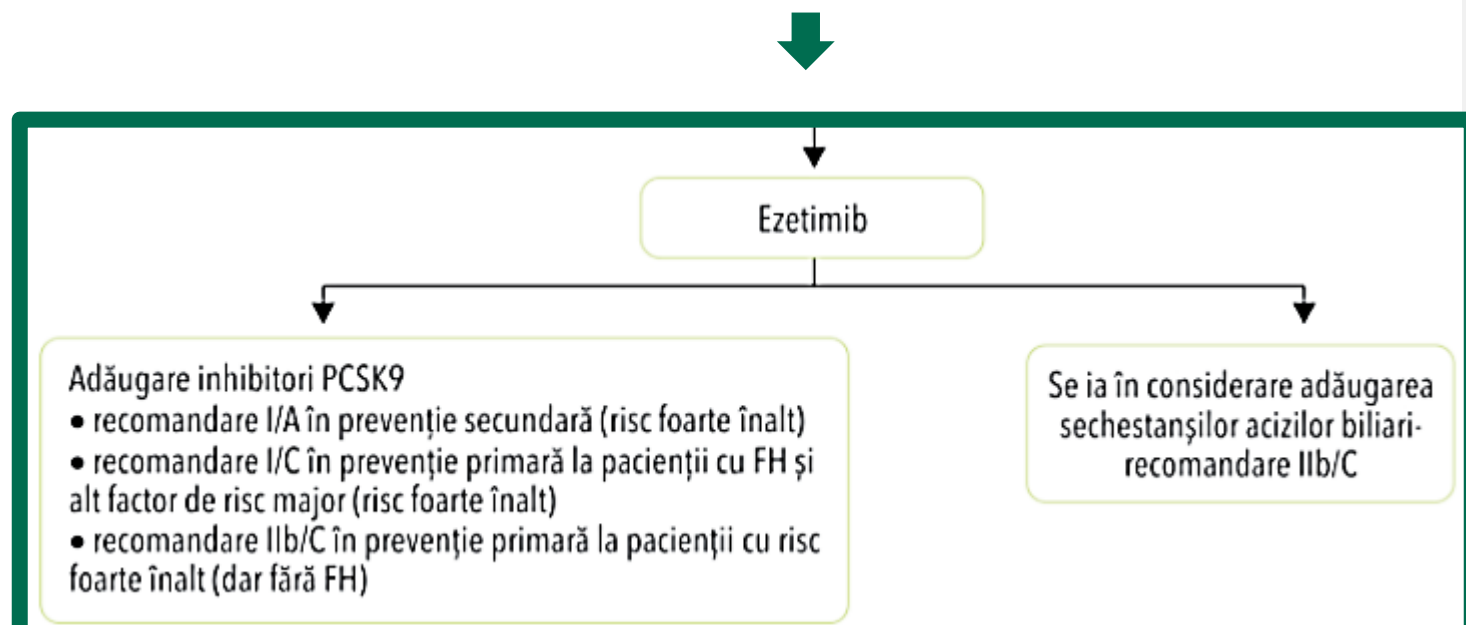 Ezetimib
Adăugare inhibitori PCSK9
• recomandare I/A în prevenție secundară (risc foarte înalt)
• recomandare I/C în prevenție primară la pacienții cu FH și
alt factor de risc major (risc foarte înalt)
• recomandare IIb/C în prevenție primară la pacienții cu risc
foarte înalt (dar fără FH)
Se ia în considerare adăugarea
sechestanșilor acizilor biliari-
recomandare IIb/C